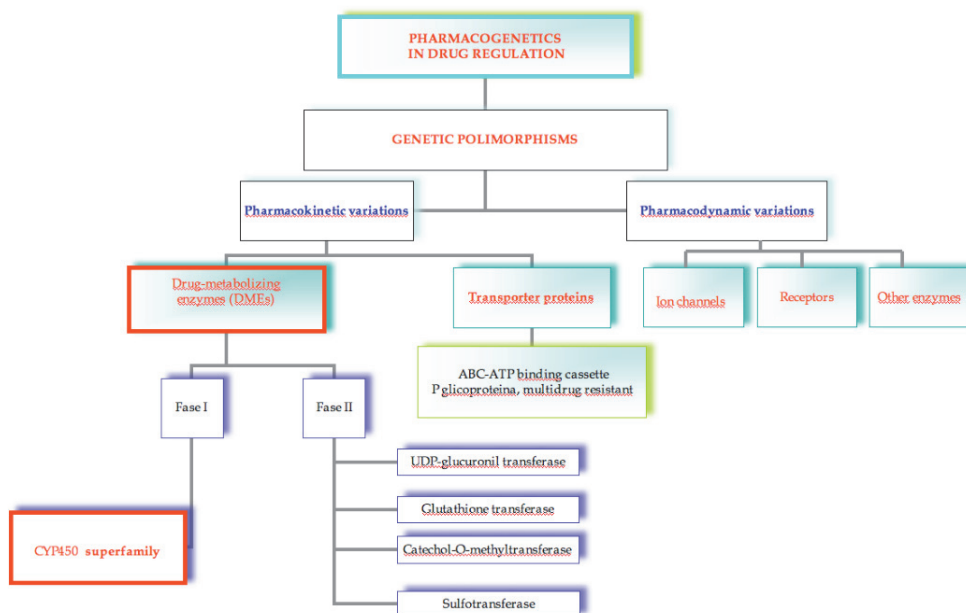 PHARMACOGENETICS
IN DRUG REGULATION
GENETIC POLIMORPHISMS
Pharmacokinetic variations
Pharmacodynamic variations
Drug-metabolizing
enzymes (DMEs)
Transporter proteins
Ion channels
Receptors
Other enzymes
ABC-ATP binding cassette
P glicoproteina, multidrug resistant
Fase I
Fase II
UDP-glucuronil transferase
Glutathione transferase
Catechol-O-methyltransferase
Sulfotransferase
CYP450 superfamily